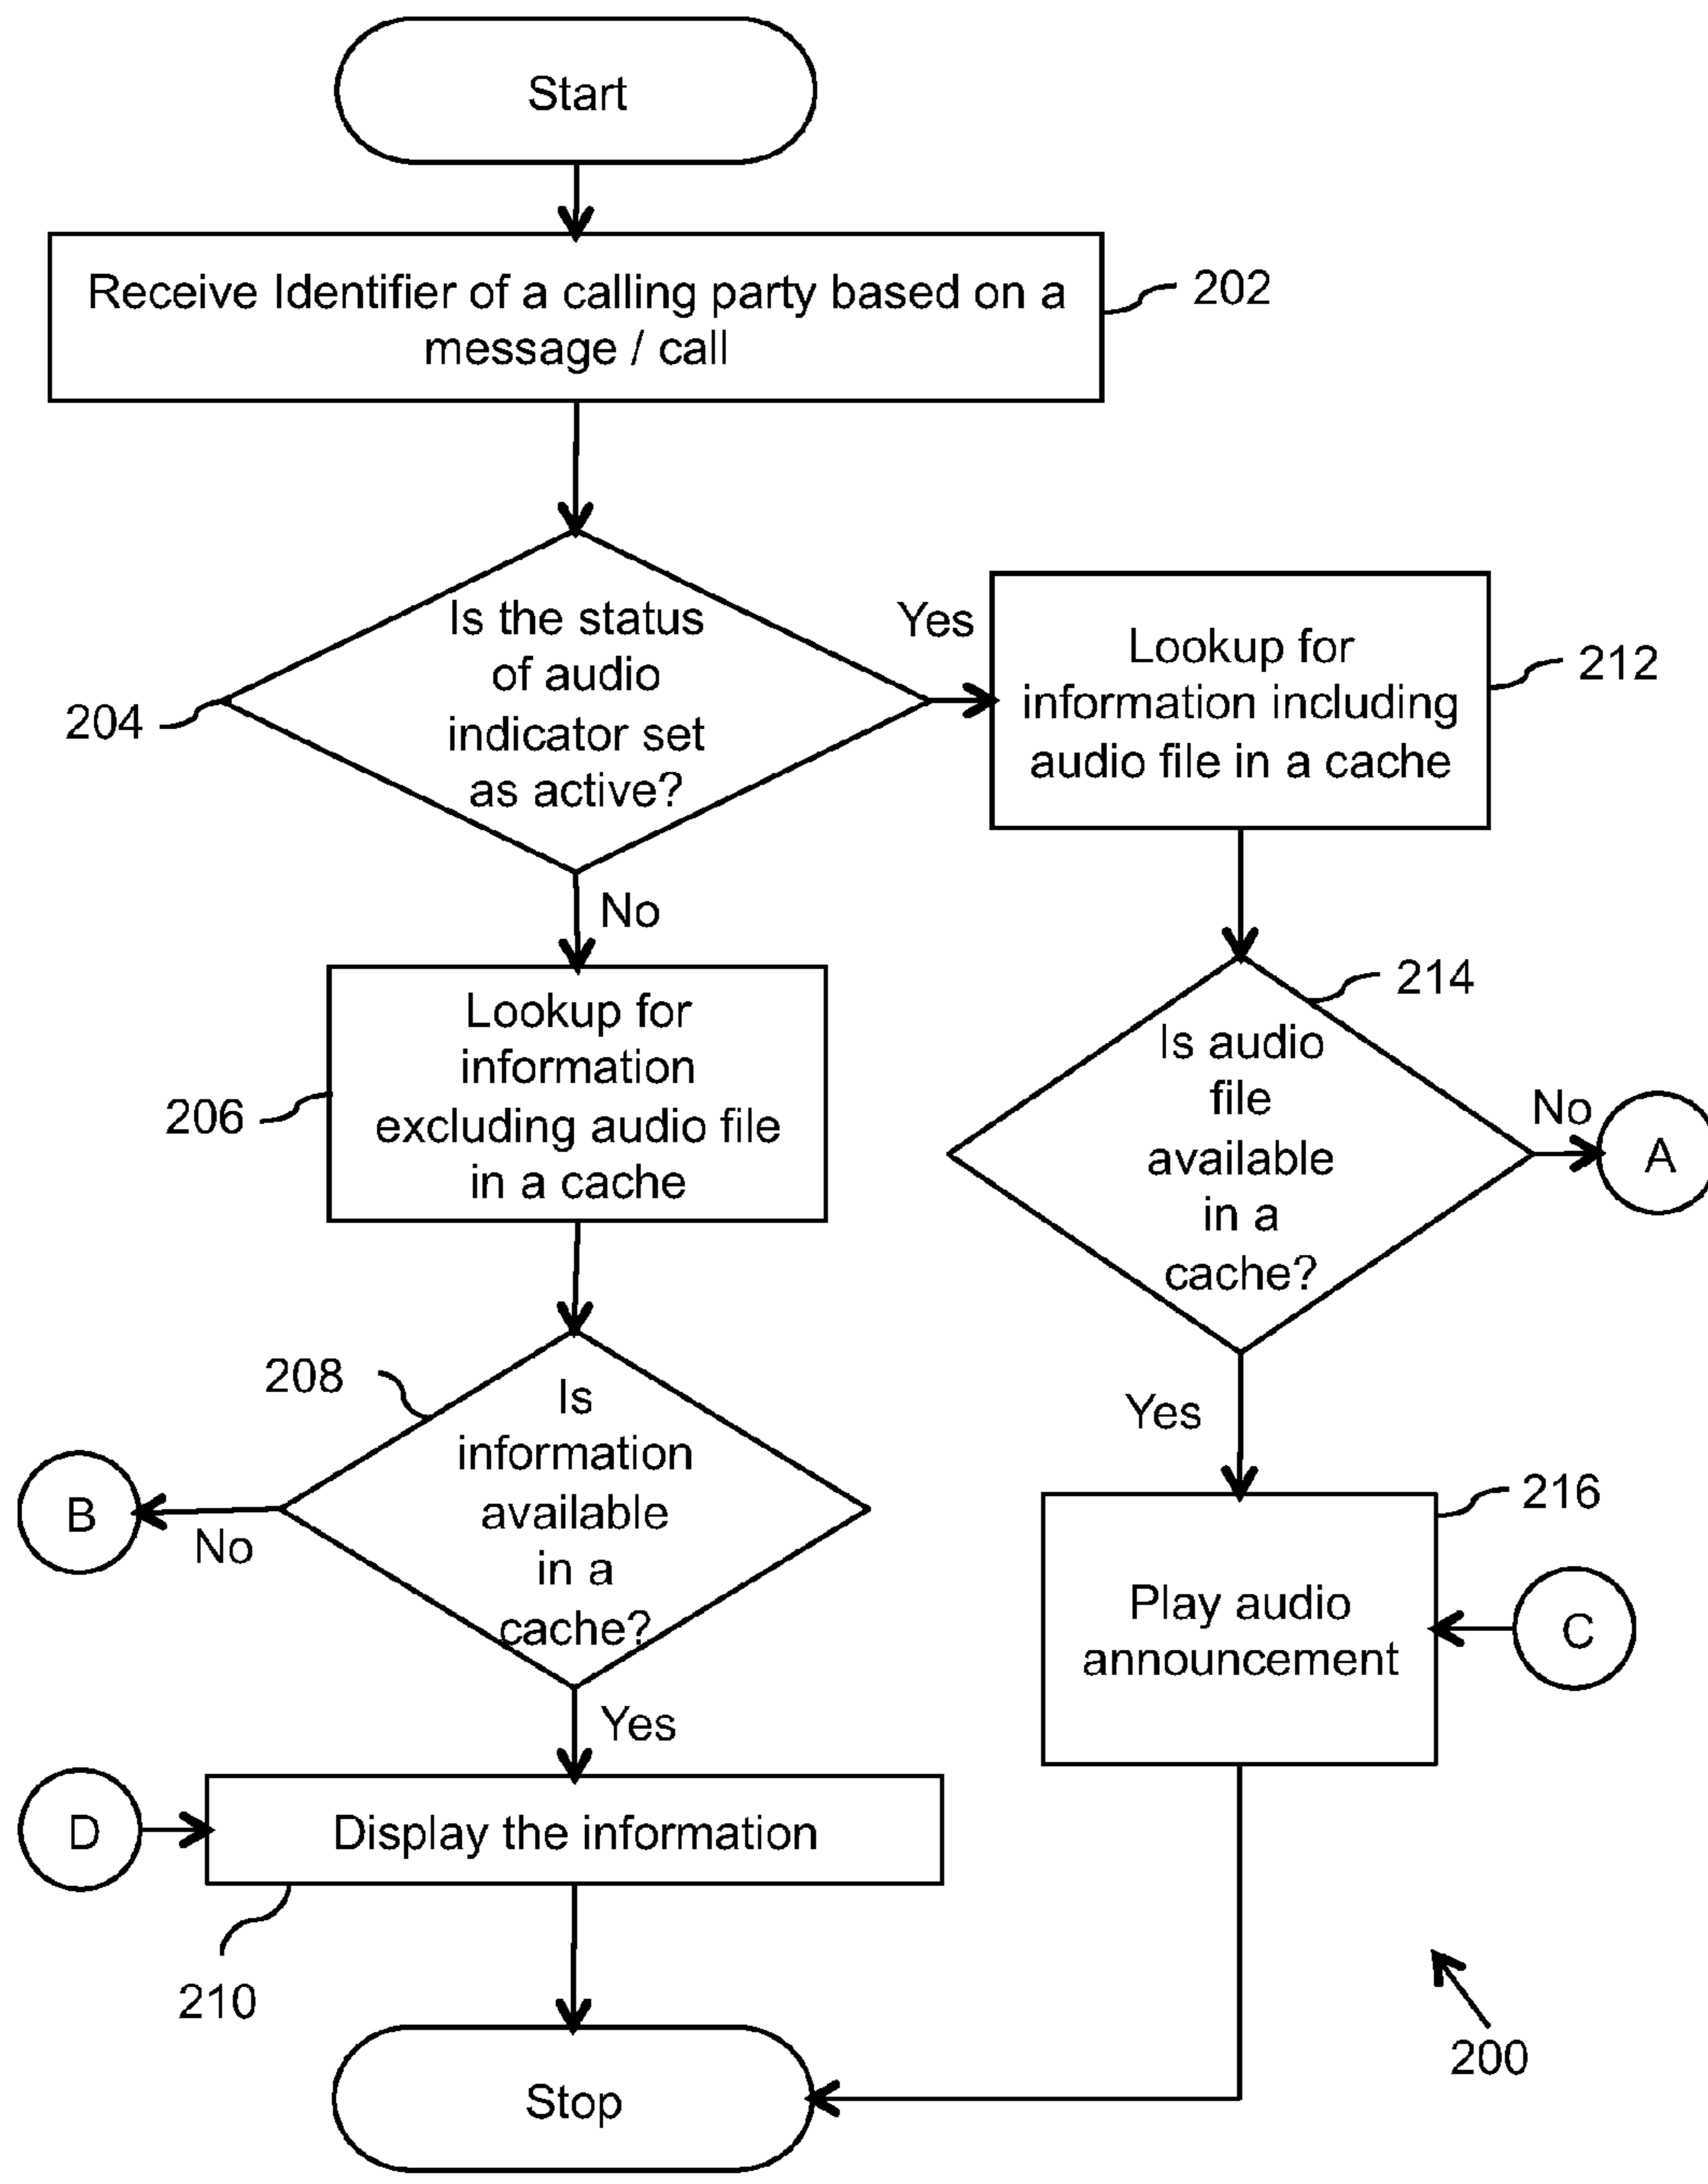 Start
Receive Identifier of a calling party based on a
message / call
202
Is the status
of audio
indicator set
as active?
204
Yes
Lookup for
information including
audio file in a cache
212
No
Lookup for
information
excluding audio file
in a cache
206
214
Is audio
file
available
in a
cache?
No
A
208
Is
information
available
in a
cache?
B
No
Yes
216
Play audio
announcement
C
Yes
D
Display the information
210
200
Stop